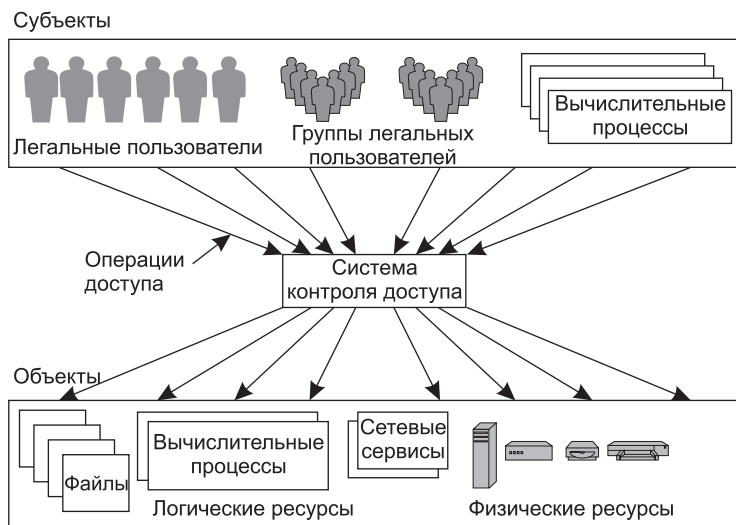 Субъекты
Легальные пользователи
Группы легальных
пользователей
Вычислительные
процессы
Операции
доступа
Система
контроля доступа
Объекты
Файлы
Вычислительные
процессы
Логические ресурсы
Сетевые
сервисы
Физические ресурсы